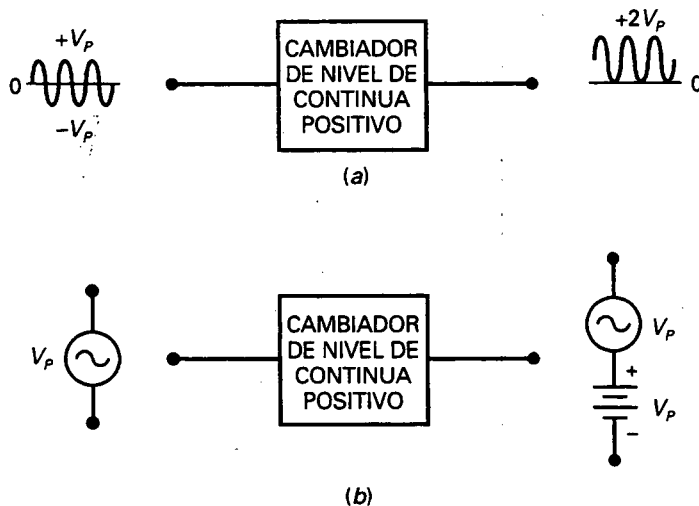 +V_P
0
−V_P
CAMBIADOR
DE NIVEL DE
CONTINUA
POSITIVO
+2V_P
0
(a)
V_P
CAMBIADOR
DE NIVEL DE
CONTINUA
POSITIVO
V_P
+
V_P
−
(b)